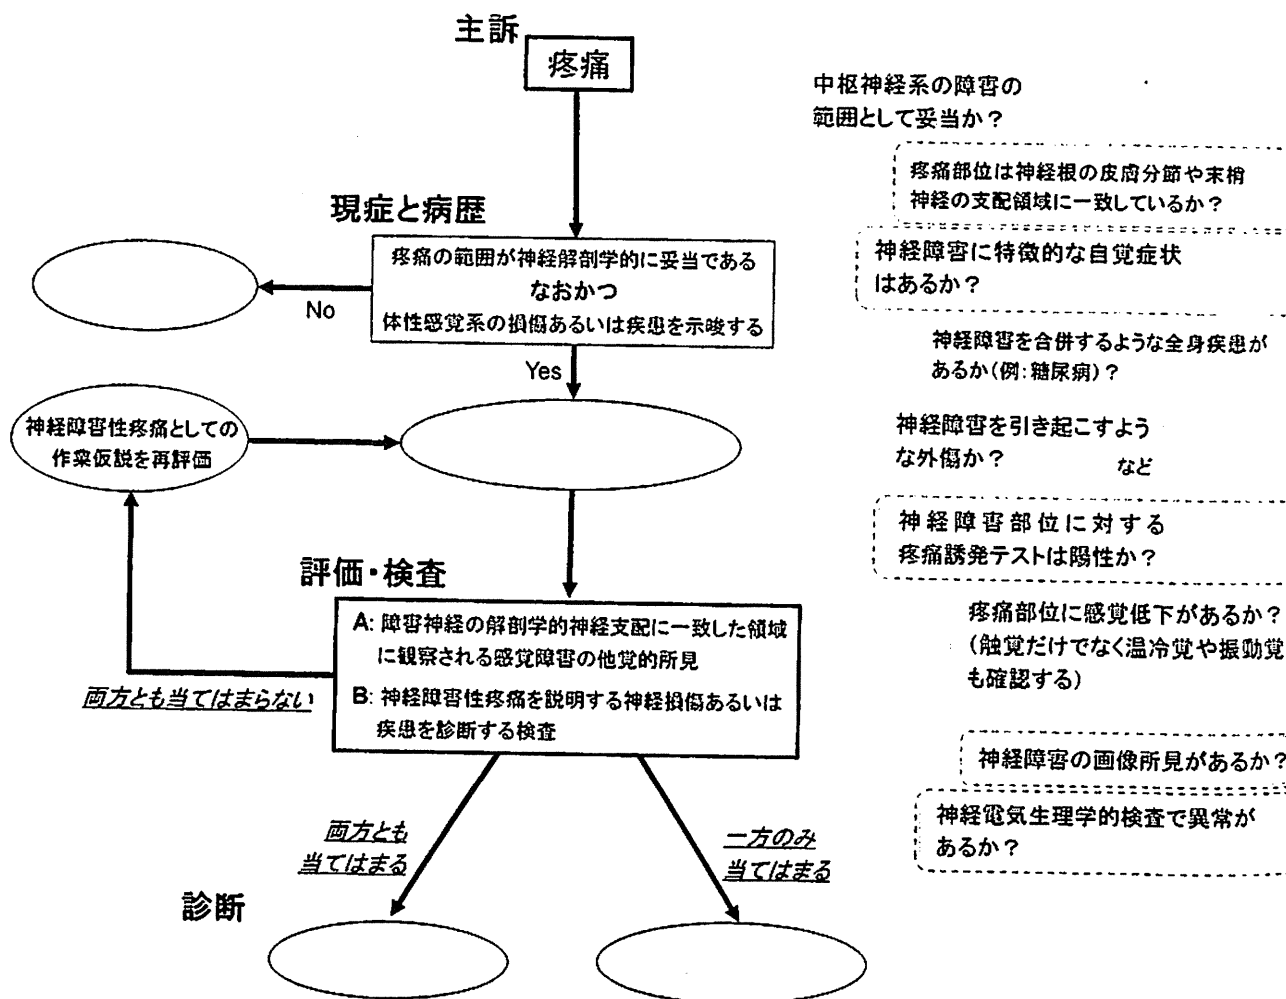 主訴
疼痛
現症と病歴
疼痛の範囲が神経解剖学的に妥当である
なおかつ
体性感覚系の損傷あるいは疾患を示唆する
No
Yes
神経障害性疼痛としての
作業仮説を再評価
評価・検査
A: 障害神経の解剖学的神経支配に一致した領域
に観察される感覚障害の他覚的所見
B: 神経障害性疼痛を説明する神経損傷あるいは
疾患を診断する検査
両方とも当てはまらない
両方とも
当てはまる
一方のみ
当てはまる
診断
中枢神経系の障害の
範囲として妥当か？
疼痛部位は神経根の皮膚分節や末梢
神経の支配領域に一致しているか？
神経障害に特徴的な自覚症状
はあるか？
神経障害を合併するような全身疾患が
あるか(例:糖尿病)？
神経障害を引き起こすよう
な外傷か？ など
神経障害部位に対する
疼痛誘発テストは陽性か？
疼痛部位に感覚低下があるか？
(触覚だけでなく温冷覚や振動覚
も確認する)
神経障害の画像所見があるか？
神経電気生理学的検査で異常が
あるか？